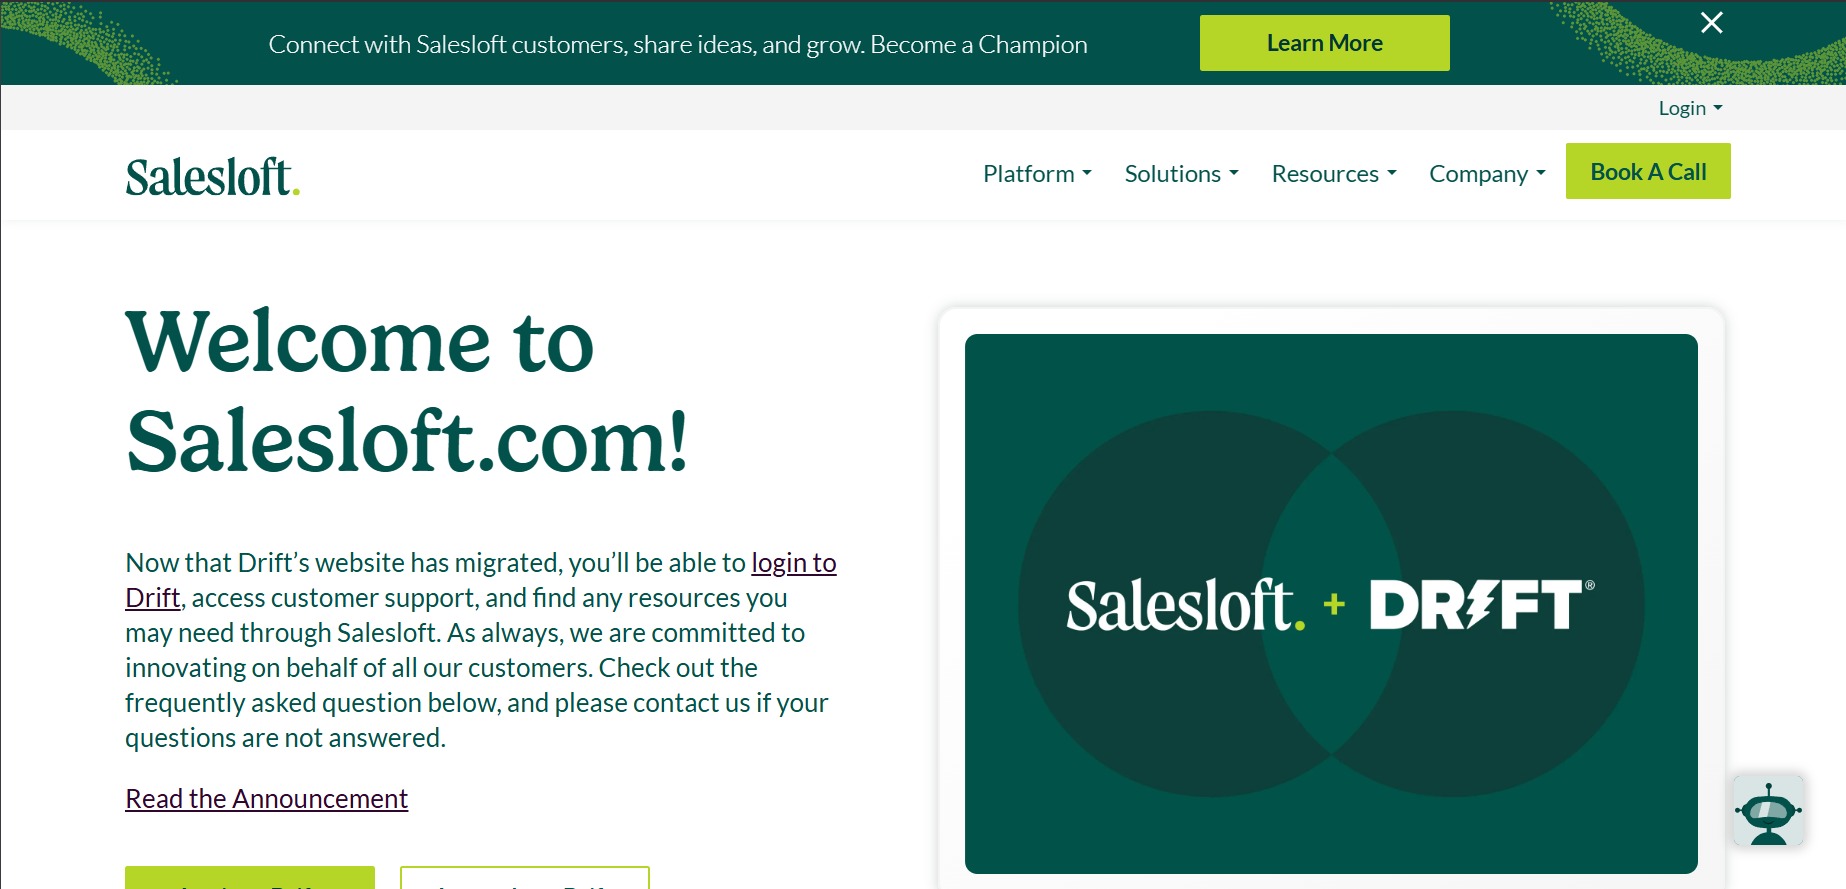 Connect with Salesloft customers, share ideas, and grow. Become a Champion
Learn More
Login
Salesloft.
Platform
Solutions
Resources
Company
Book A Call
Welcome to
Salesloft.com!
Now that Drift’s website has migrated, you’ll be able to login to
Drift, access customer support, and find any resources you
may need through Salesloft. As always, we are committed to
innovating on behalf of all our customers. Check out the
frequently asked question below, and please contact us if your
questions are not answered.
Read the Announcement
Salesloft. + DRIFT®